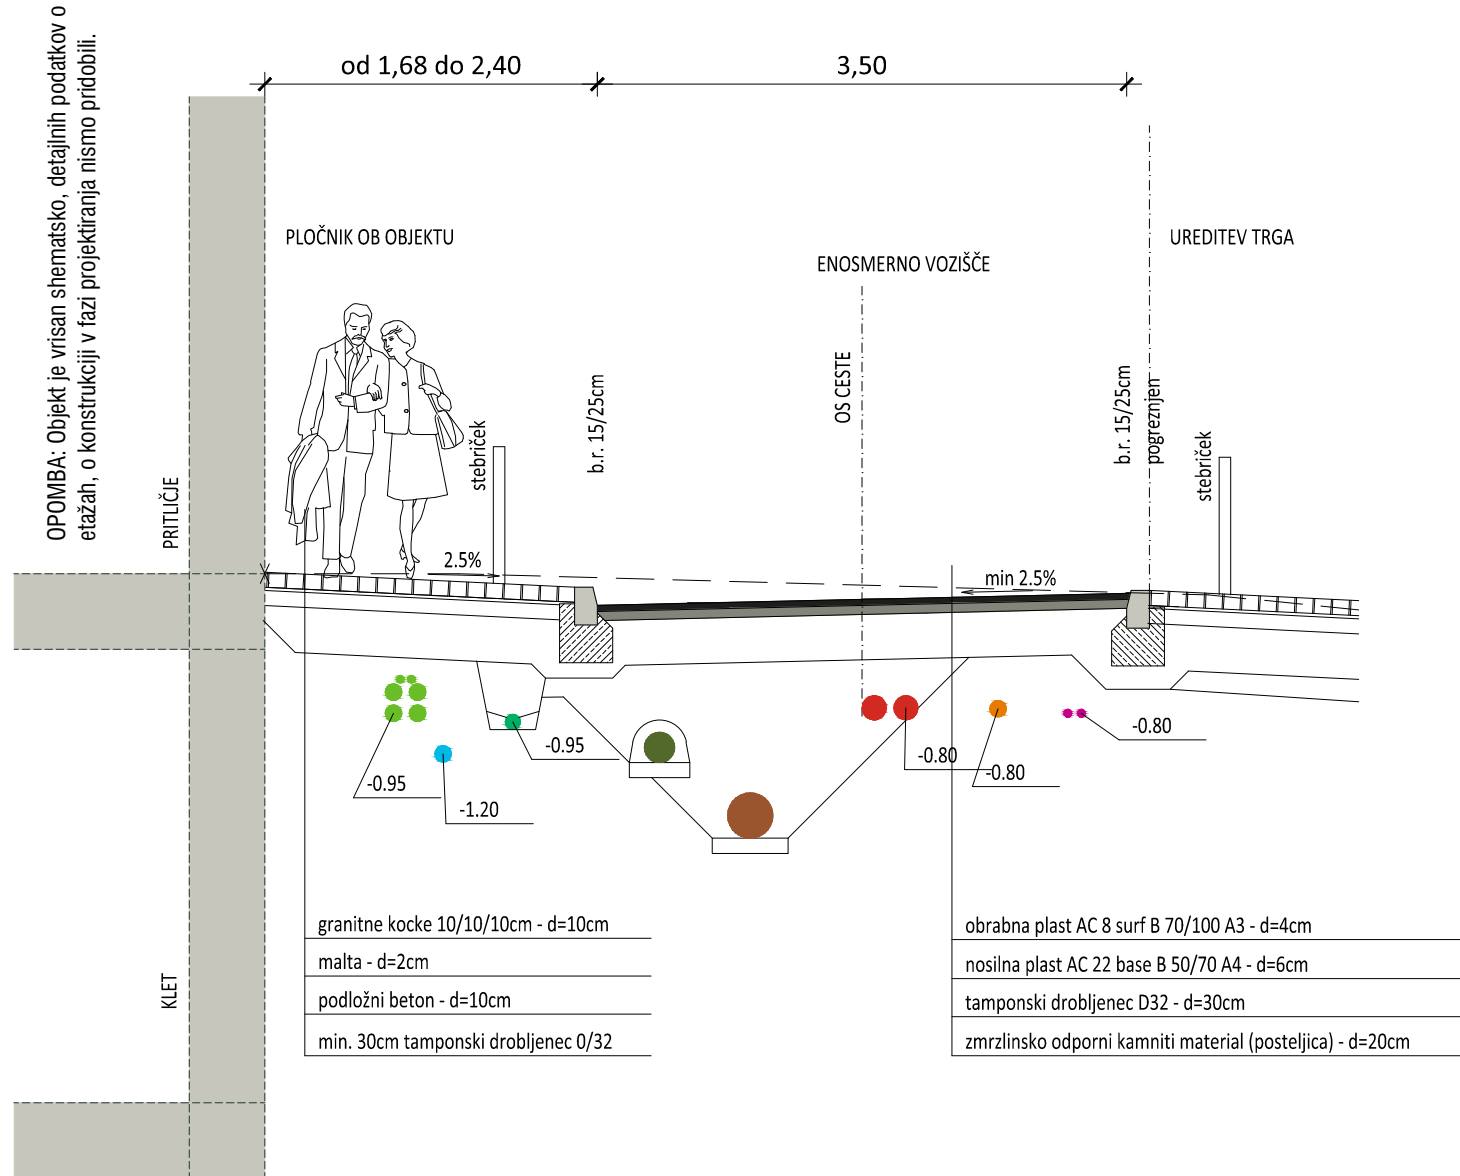 OPOMBA: Objekt je vrisan shematsko, detajlnih podatkov o
etažah, o konstrukciji v fazi projektiranja nismo pridobili.
od 1,68 do 2,40
3,50
PLOČNIK OB OBJEKTU
ENOSMERNO VOZIŠČE
UREDITEV TRGA
PRITLIČJE
stebriček
b.r. 15/25cm
OS CESTE
b.r. 15/25cm
pogreznjen
stebriček
2.5%
min 2.5%
-0.95
-1.20
-0.95
-0.80
-0.80
-0.80
KLET
granitne kocke 10/10/10cm - d=10cm
malta - d=2cm
podložni beton - d=10cm
min. 30cm tamponski drobljenec 0/32
obrabna plast AC 8 surf B 70/100 A3 - d=4cm
nosilna plast AC 22 base B 50/70 A4 - d=6cm
tamponski drobljenec D32 - d=30cm
zmrzlinsko odporni kamniti material (posteljica) - d=20cm